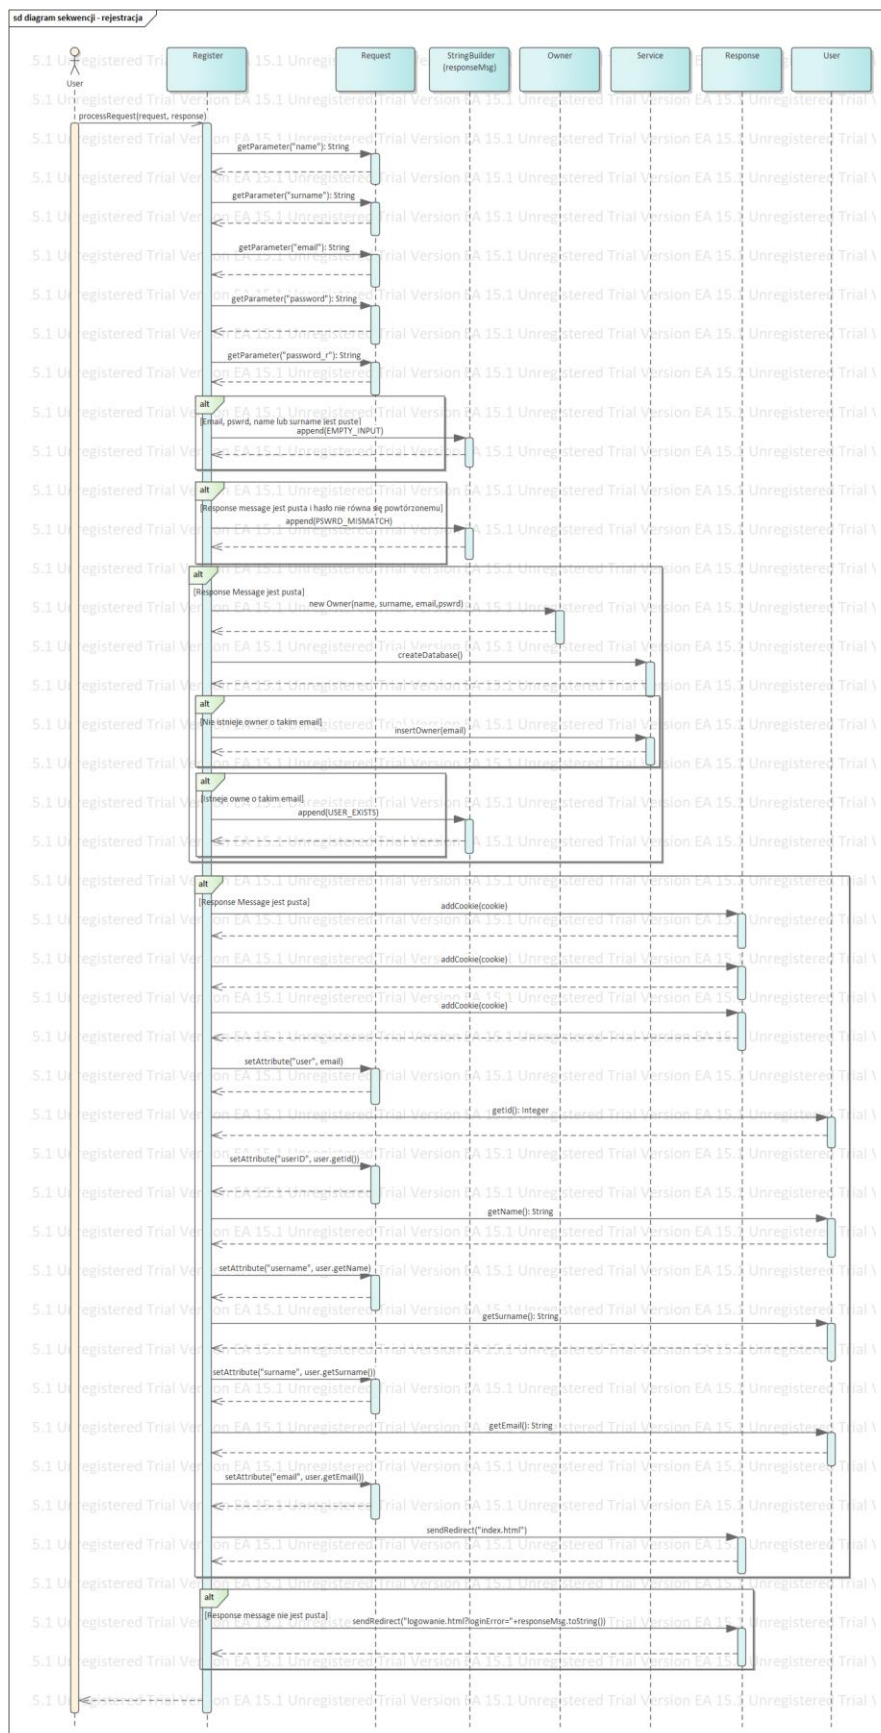 sd diagram sekwencji - rejestracja
User
Register
Request
StringBuilder
(responseMsg)
Owner
Service
Response
User
processRequest(request, response)
getParameter("name"): String
getParameter("surname"): String
getParameter("email"): String
getParameter("password"): String
getParameter("password_r"): String
alt
[Email, pswrd, name lub surname jest puste]
append(EMPTY_INPUT)
alt
[Response message jest pusta i hasło nie równa się powtórzonemu]
append(PSWRD_MISMATCH)
alt
[Response Message jest pusta]
new Owner(name, surname, email,pswrd)
createDatabase()
alt
[Nie istnieje owner o takim email]
insertOwner(email)
alt
[Istneje owne o takim email]
append(USER_EXISTS)
alt
[Response Message jest pusta]
addCookie(cookie)
addCookie(cookie)
addCookie(cookie)
setAttribute("user", email)
getId(): Integer
setAttribute("userID", user.getId())
getName(): String
setAttribute("username", user.getName)
getSurname(): String
setAttribute("surname", user.getSurname())
getEmail(): String
setAttribute("email", user.getEmail())
sendRedirect("index.html")
alt
[Response message nie jest pusta]
sendRedirect("logowanie.html?loginError="+responseMsg.toString())